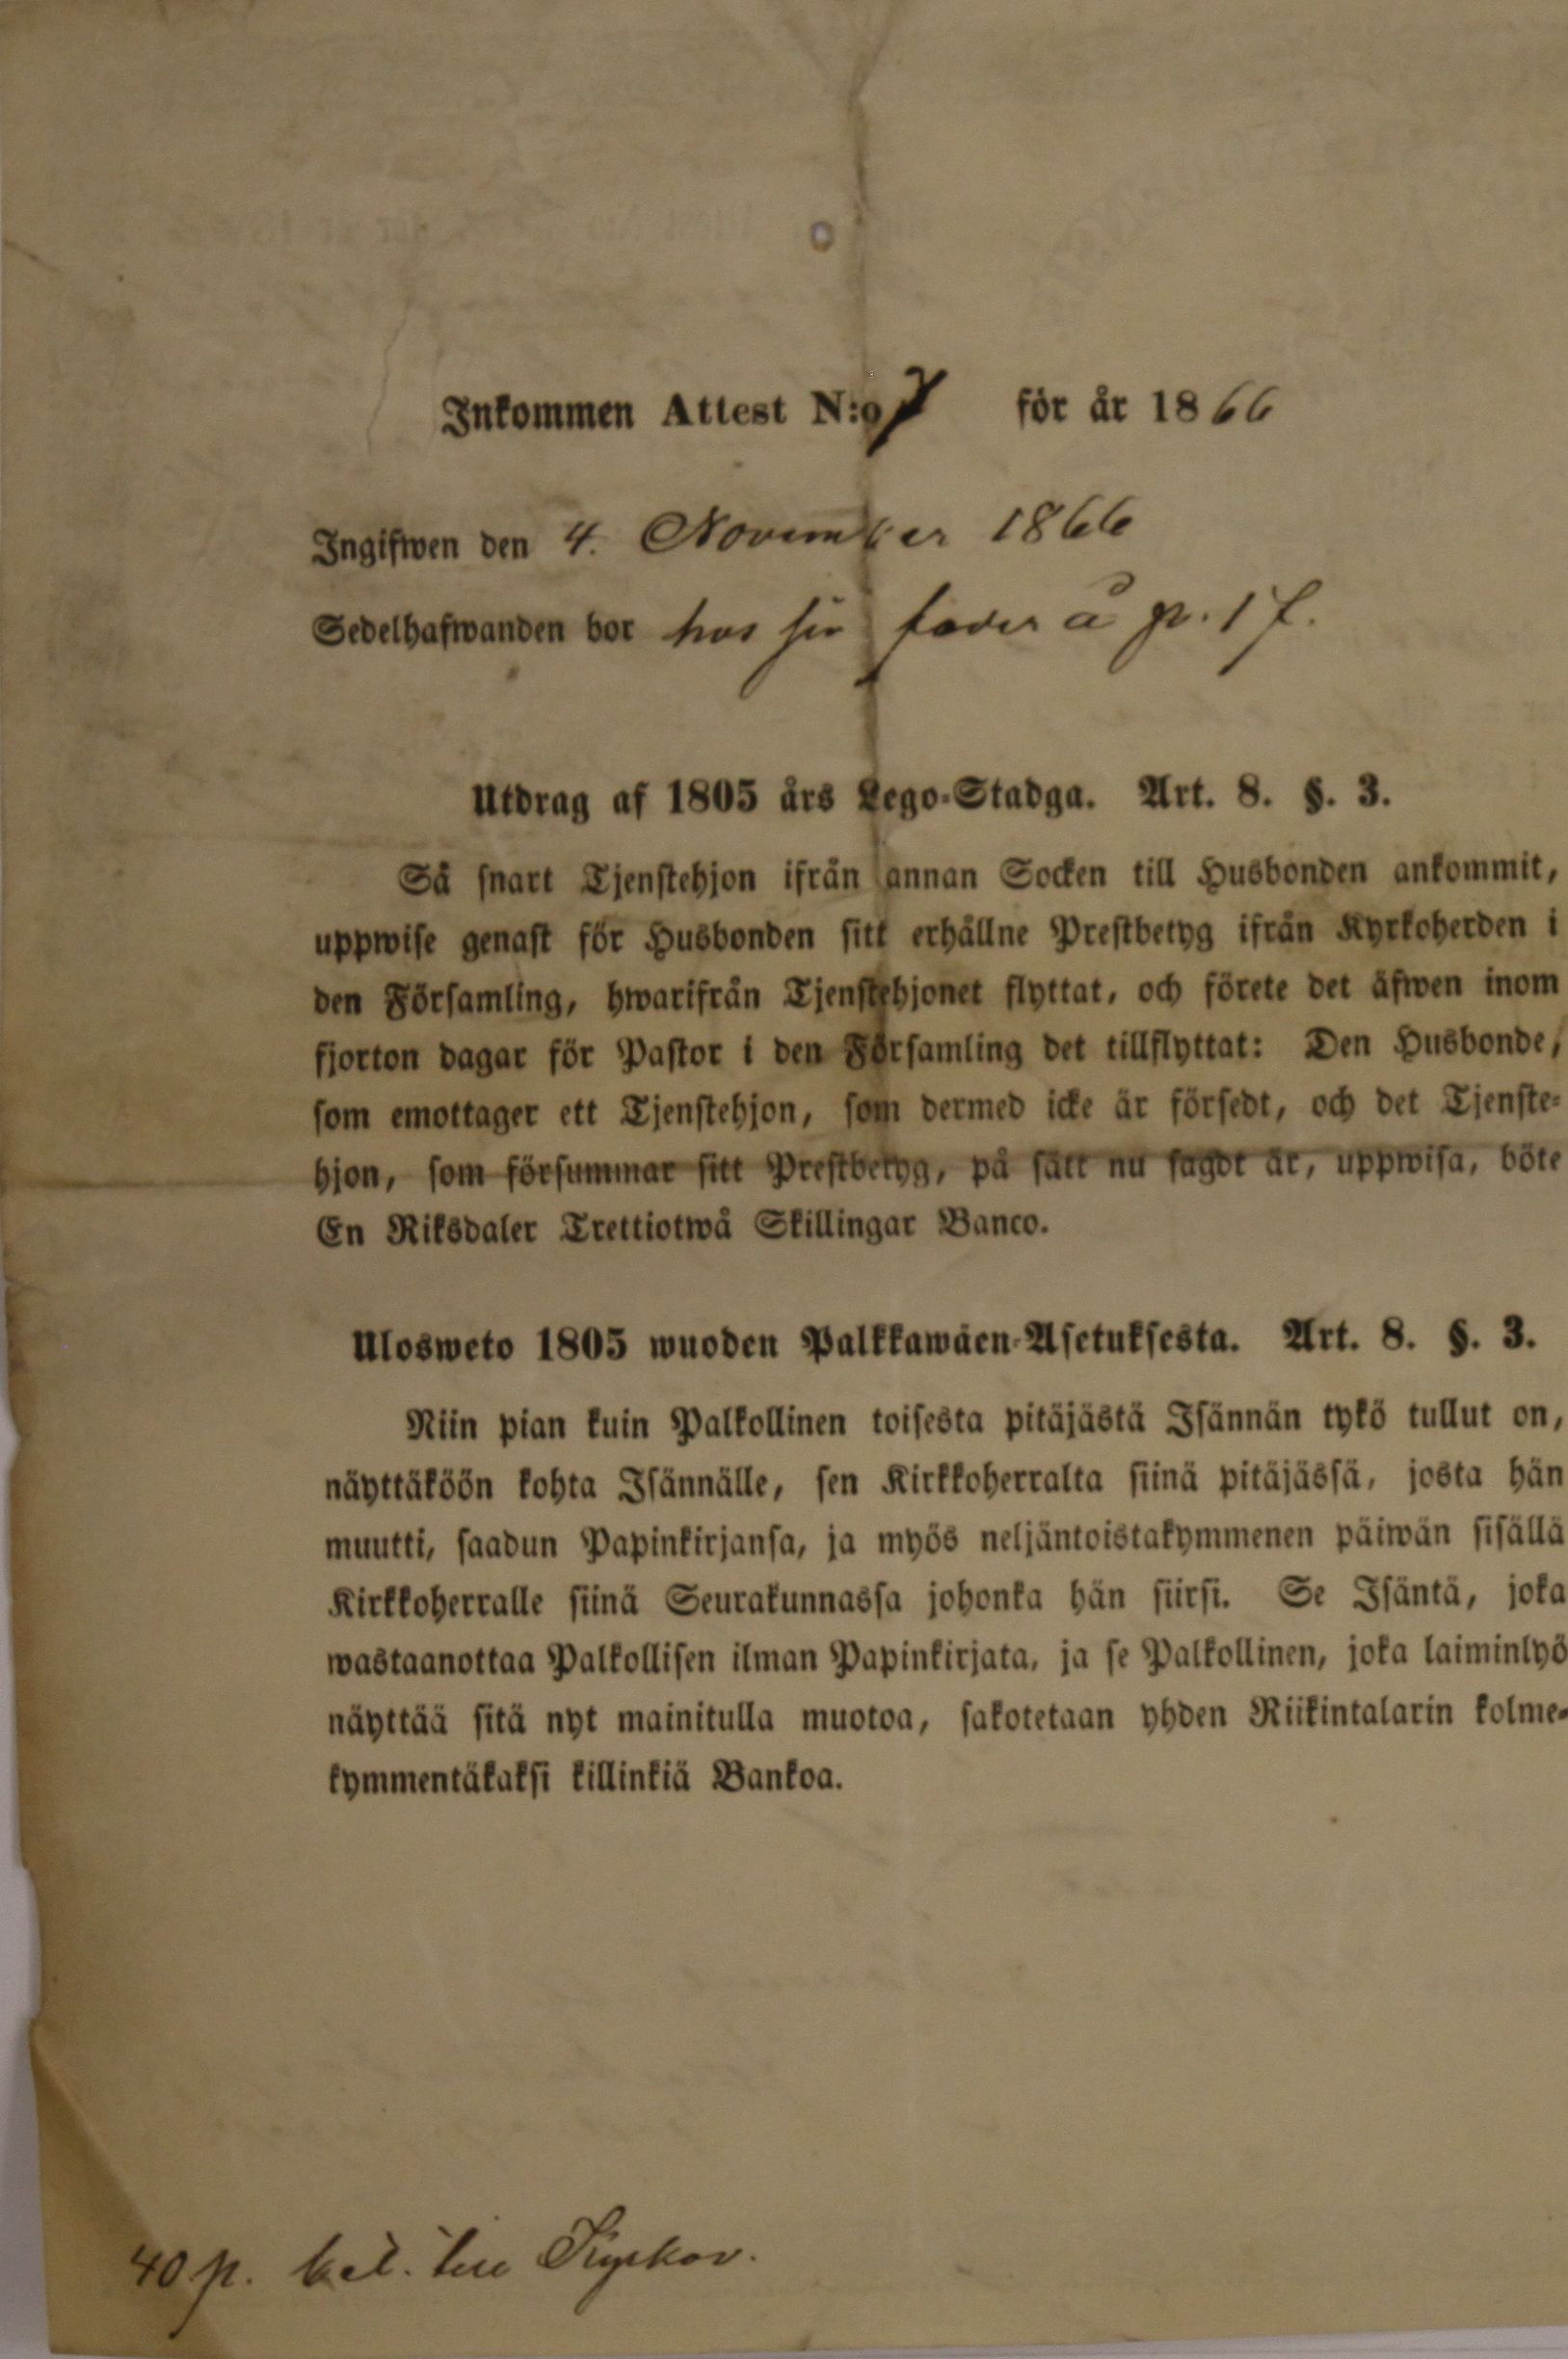 Inkommen Attest N:o 7 för år 1866
Ingifwen den 4. November 1866
Sedelhafwanden bor hos sin fader å p. 1 f.
Utdrag af 1805 års Lego-Stadga. Art. 8. §. 3.
Så snart Tjenstehjon ifrån annan Socken till Husbonden ankommit,
uppwise genast för Husbonden sitt erhållne Prestbetyg ifrån Kyrkoherden i
den Församling, hwarifrån Tjenstehjonet flyttat, och förete det äfwen inom
fjorton dagar för Pastor i den Församling det tillflyttat: Den Husbonde,
som emottager ett Tjenstehjon, som dermed icke är försedt, och det Tjenste-
hjon, som försummar sitt Prestbetyg, på sätt nu sagdt är, uppwisa, böte
En Riksdaler Trettiotwå Skillingar Banco.
Ulosweto 1805 wuoden Palkkawäen-Asetuksesta. Art. 8. §. 3.
Niin pian kuin Palkollinen toisesta pitäjästä Isännän tykö tullut on,
näyttäköön kohta Isännälle, sen Kirkkoherralta siinä pitäjässä, josta hän
muutti, saadun Papinkirjansa, ja myös neljäntoistakymmenen päiwän sisällä
Kirkkoherralle siinä Seurakunnassa johonka hän siirsi. Se Isäntä, joka
wastaanottaa Palkollisen ilman Papinkirjata, ja se Palkollinen, joka laiminlyö
näyttää sitä nyt mainitulla muotoa, sakotetaan yhden Riikintalarin kolme-
kymmentäkaksi killinkiä Bankoa.
40 p. bet. till Kyrkov.